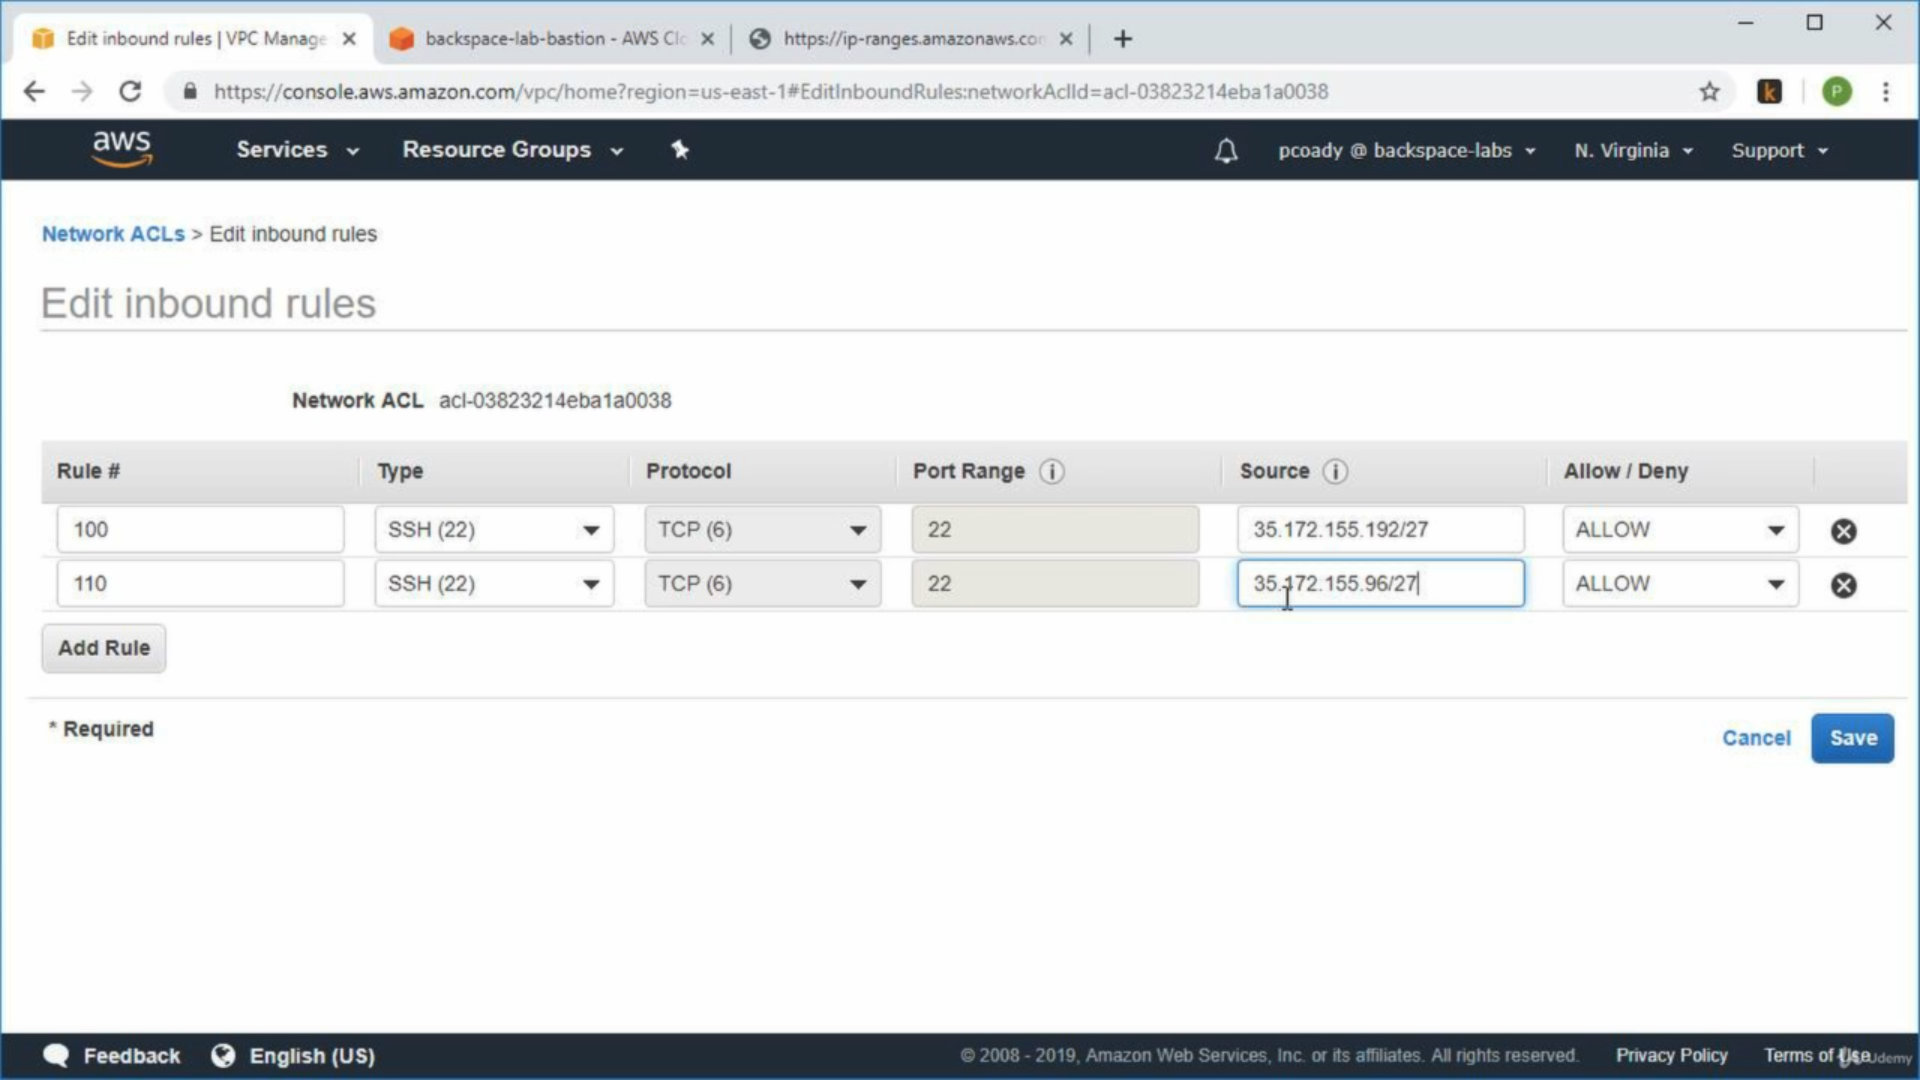 Edit inbound rules | VPC Manage
backspace-lab-bastion - AWS Clo
https://ip-ranges.amazonaws.con
https://console.aws.amazon.com/vpc/home?region=us-east-1#EditInboundRules:networkAclId=acl-03823214eba1a0038
k
P
aws
Services
Resource Groups
pcoady @ backspace-labs
N. Virginia
Support
Network ACLs > Edit inbound rules
Edit inbound rules
Network ACL acl-03823214eba1a0038
Rule # Type Protocol Port Range i Source i Allow / Deny
100 SSH (22) TCP (6) 22 35.172.155.192/27 ALLOW
110 SSH (22) TCP (6) 22 35.172.155.96/27 ALLOW
Add Rule
* Required
Cancel
Save
Feedback
English (US)
© 2008 - 2019, Amazon Web Services, Inc. or its affiliates. All rights reserved.
Privacy Policy
Terms of Use
Udemy